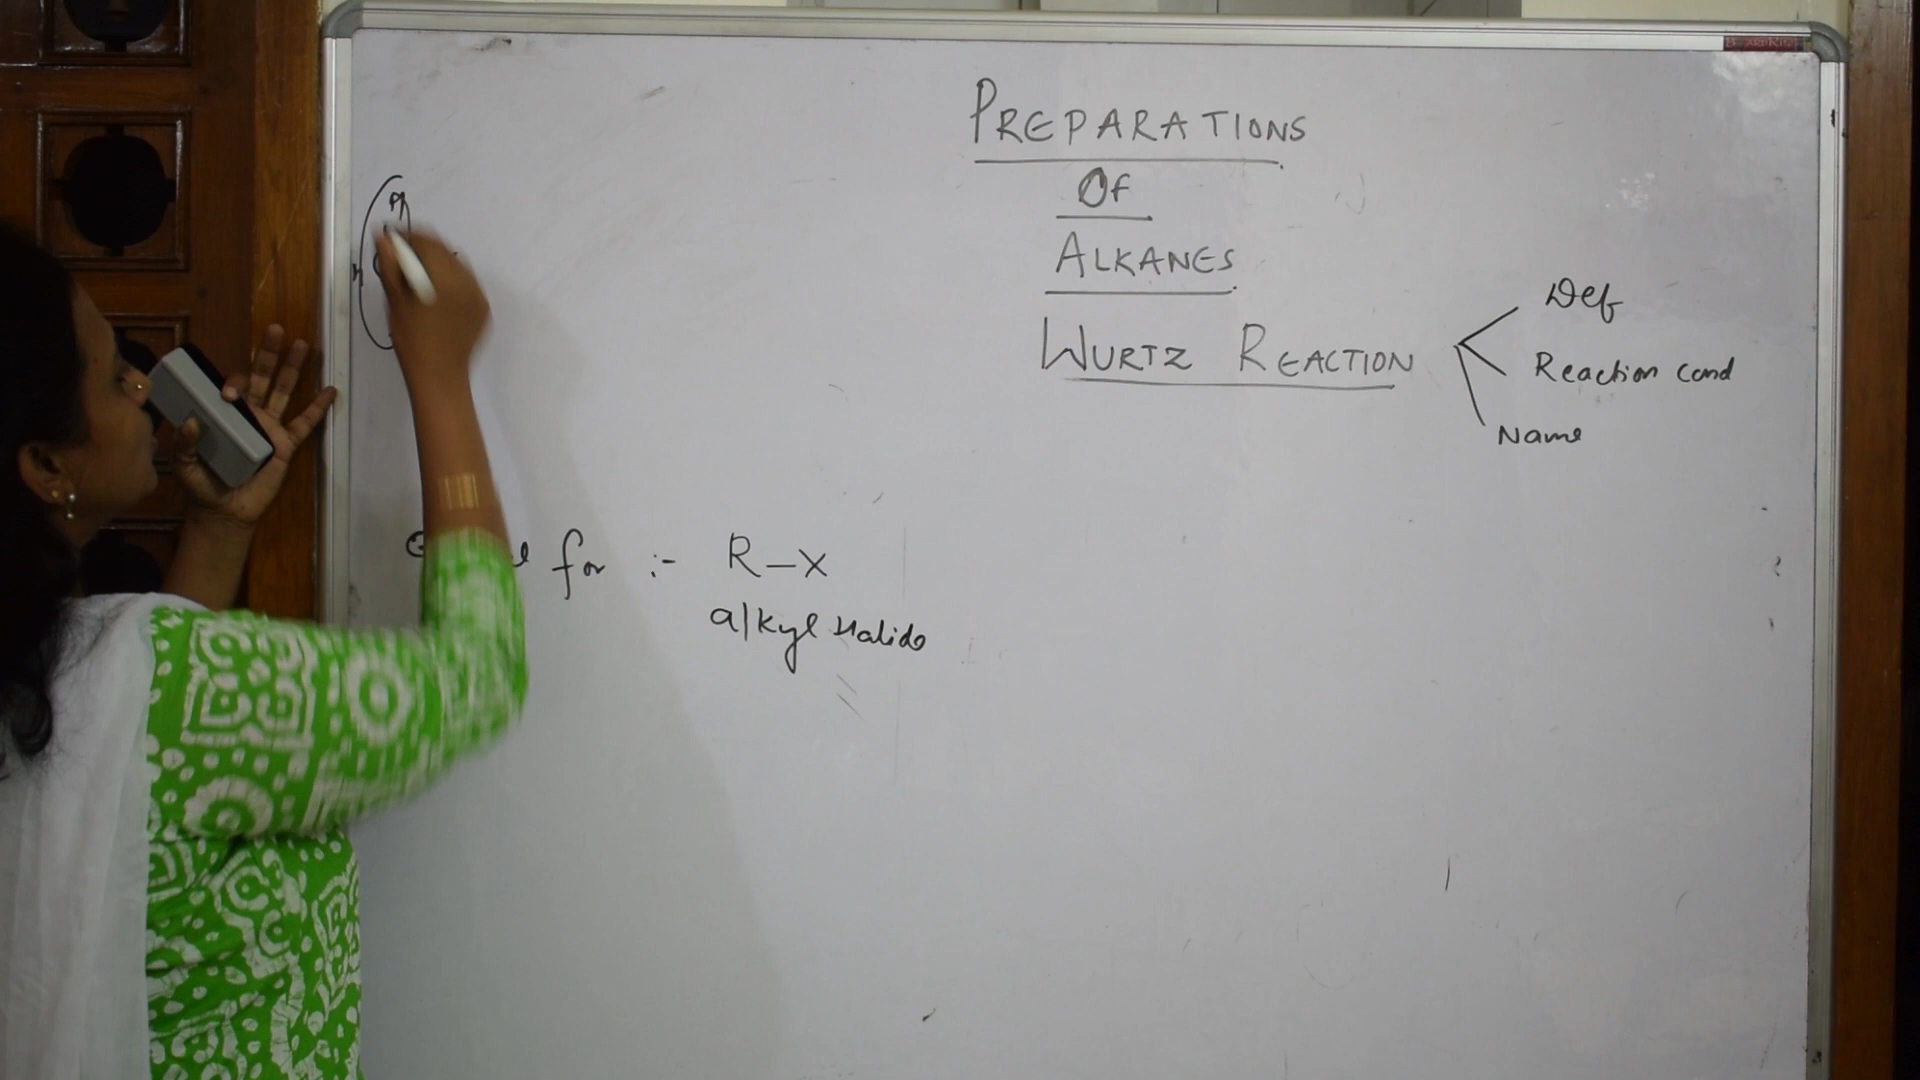 PREPARATIONS
Of
ALKANES
WURTZ REACTION
Def
Reaction cond
Name
for :- R-X
alkyl Halide